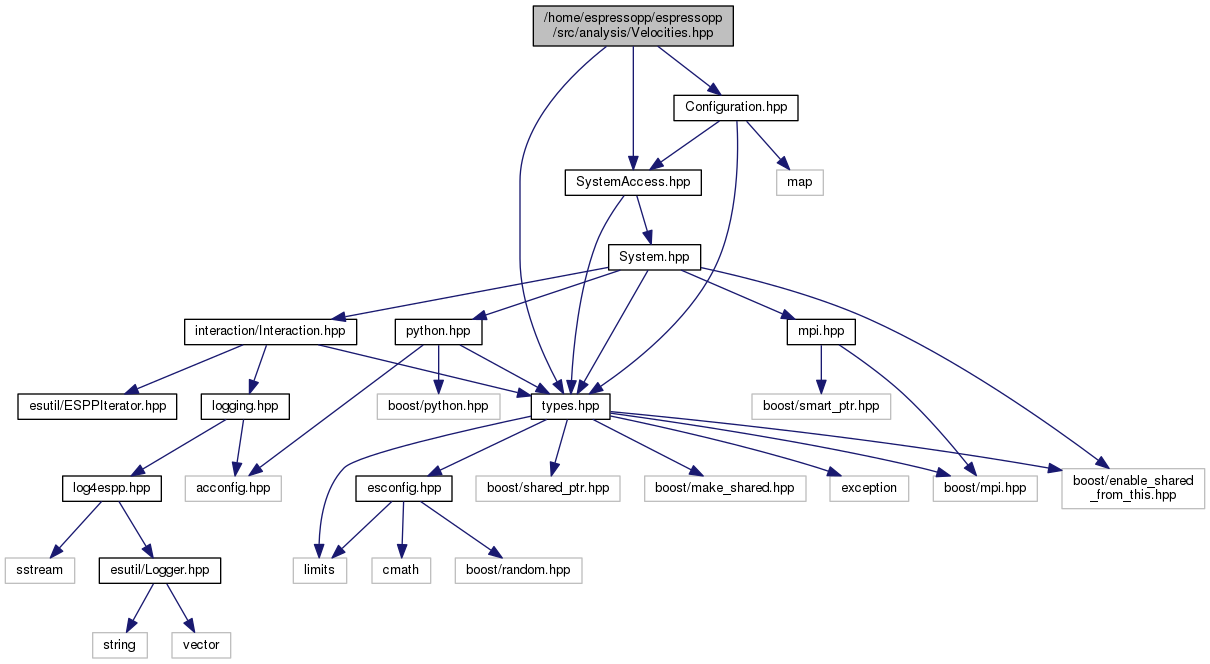 /home/espressopp/espressopp
/src/analysis/Velocities.hpp
Configuration.hpp
SystemAccess.hpp
map
System.hpp
interaction/Interaction.hpp
python.hpp
mpi.hpp
esutil/ESPPIterator.hpp
logging.hpp
boost/python.hpp
types.hpp
boost/smart_ptr.hpp
log4espp.hpp
acconfig.hpp
esconfig.hpp
boost/shared_ptr.hpp
boost/make_shared.hpp
exception
boost/mpi.hpp
boost/enable_shared
_from_this.hpp
sstream
esutil/Logger.hpp
limits
cmath
boost/random.hpp
string
vector